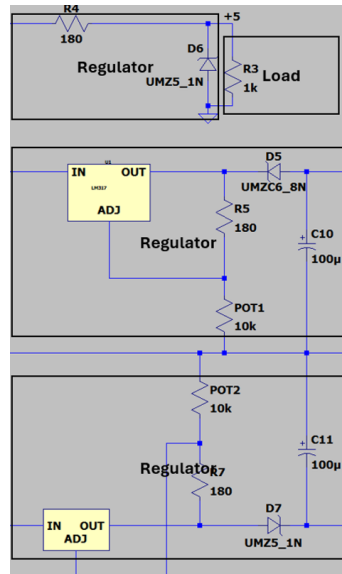 R4
180
+5
D6
Regulator
UMZ5_1N
R3
1k
Load
U1
IN OUT
LM317
ADJ
D5
UMZC6_8N
R5
180
Regulator
C10
100µ
POT1
10k
POT2
10k
C11
100µ
Regulator
R7
180
D7
UMZ5_1N
IN OUT
ADJ